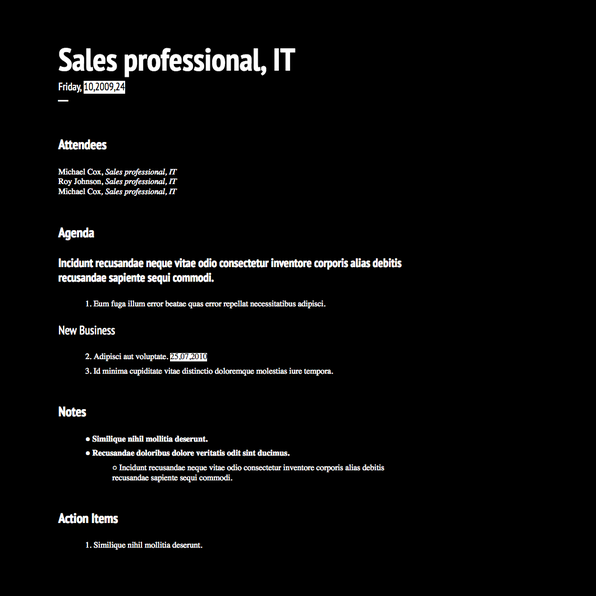 Sales professional, IT
Friday, 10,2009,24
Attendees
Michael Cox, Sales professional, IT
Roy Johnson, Sales professional, IT
Michael Cox, Sales professional, IT
Agenda
Incidunt recusandae neque vitae odio consectetur inventore corporis alias debitis
recusandae sapiente sequi commodi.
1. Eum fuga illum error beatae quas error repellat necessitatibus adipisci.
New Business
2. Adipisci aut voluptate. 25.07.2010
3. Id minima cupiditate vitae distinctio doloremque molestias iure tempora.
Notes
● Similique nihil mollitia deserunt.
● Recusandae doloribus dolore veritatis odit sint ducimus.
○ Incidunt recusandae neque vitae odio consectetur inventore corporis alias debitis
recusandae sapiente sequi commodi.
Action Items
1. Similique nihil mollitia deserunt.